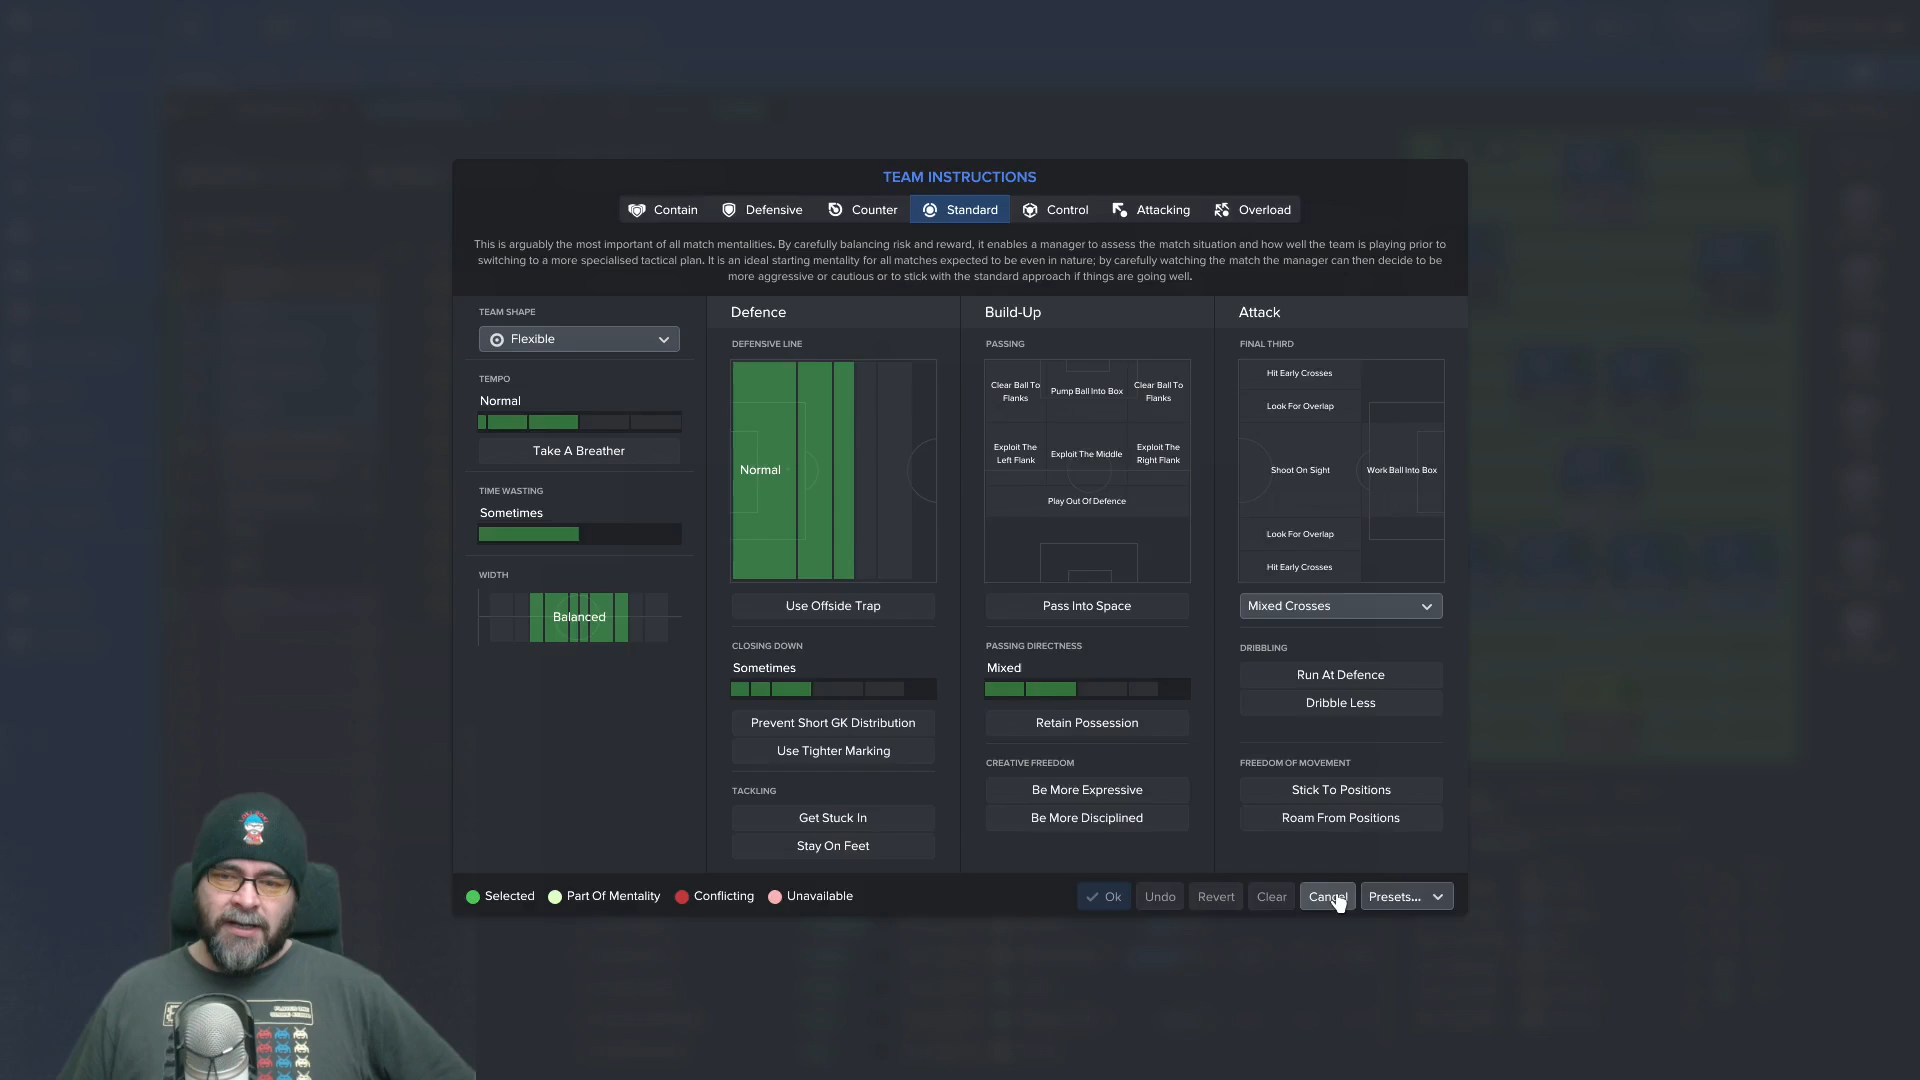 TEAM INSTRUCTIONS
Contain
Defensive
Counter
Standard
Control
Attacking
Overload
This is arguably the most important of all match mentalities. By carefully balancing risk and reward, it enables a manager to assess the match situation and how well the team is playing prior to
switching to a more specialised tactical plan. It is an ideal starting mentality for all matches expected to be even in nature; by carefully watching the match the manager can then decide to be
more aggressive or cautious or to stick with the standard approach if things are going well.
TEAM SHAPE
Flexible
TEMPO
Normal
Take A Breather
TIME WASTING
Sometimes
WIDTH
Balanced
Defence
DEFENSIVE LINE
Normal
Use Offside Trap
CLOSING DOWN
Sometimes
Prevent Short GK Distribution
Use Tighter Marking
TACKLING
Get Stuck In
Stay On Feet
Build-Up
PASSING
Clear Ball To
Flanks
Pump Ball Into Box
Clear Ball To
Flanks
Exploit The
Left Flank
Exploit The Middle
Exploit The
Right Flank
Play Out Of Defence
Pass Into Space
PASSING DIRECTNESS
Mixed
Retain Possession
CREATIVE FREEDOM
Be More Expressive
Be More Disciplined
Attack
FINAL THIRD
Hit Early Crosses
Look For Overlap
Shoot On Sight
Work Ball Into Box
Look For Overlap
Hit Early Crosses
Mixed Crosses
DRIBBLING
Run At Defence
Dribble Less
FREEDOM OF MOVEMENT
Stick To Positions
Roam From Positions
Selected
Part Of Mentality
Conflicting
Unavailable
Ok
Undo
Revert
Clear
Cancel
Presets...